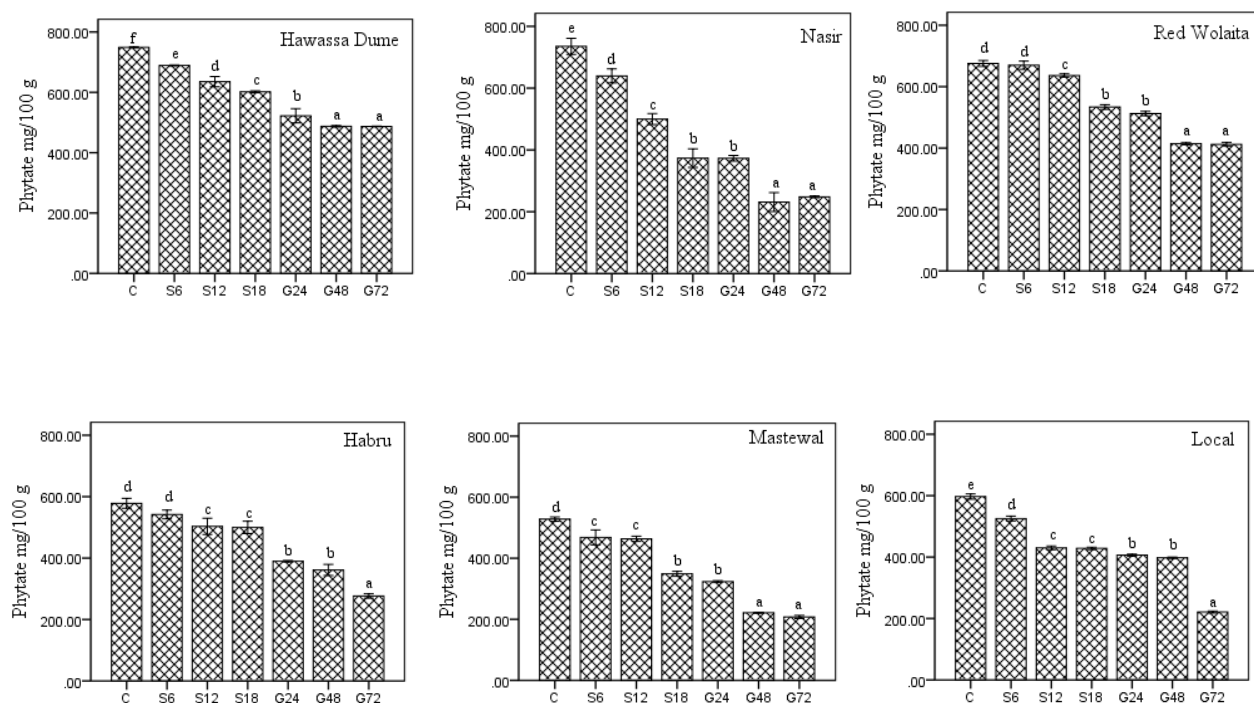 Hawassa Dume
Phytate mg/100 g
800.00
600.00
400.00
200.00
.00
f e d c b a a
C S6 S12 S18 G24 G48 G72
Nasir
Phytate mg/100 g
800.00
600.00
400.00
200.00
.00
e d c b b a a
C S6 S12 S18 G24 G48 G72
Red Wolaita
Phytate mg/100 g
800.00
600.00
400.00
200.00
.00
d d c b b a a
C S6 S12 S18 G24 G48 G72
Habru
Phytate mg/100 g
800.00
600.00
400.00
200.00
.00
d d c c b b a
C S6 S12 S18 G24 G48 G72
Mastewal
Phytate mg/100 g
800.00
600.00
400.00
200.00
.00
d c c b b a a
C S6 S12 S18 G24 G48 G72
Local
Phytate mg/100 g
800.00
600.00
400.00
200.00
.00
e d c c b b a
C S6 S12 S18 G24 G48 G72